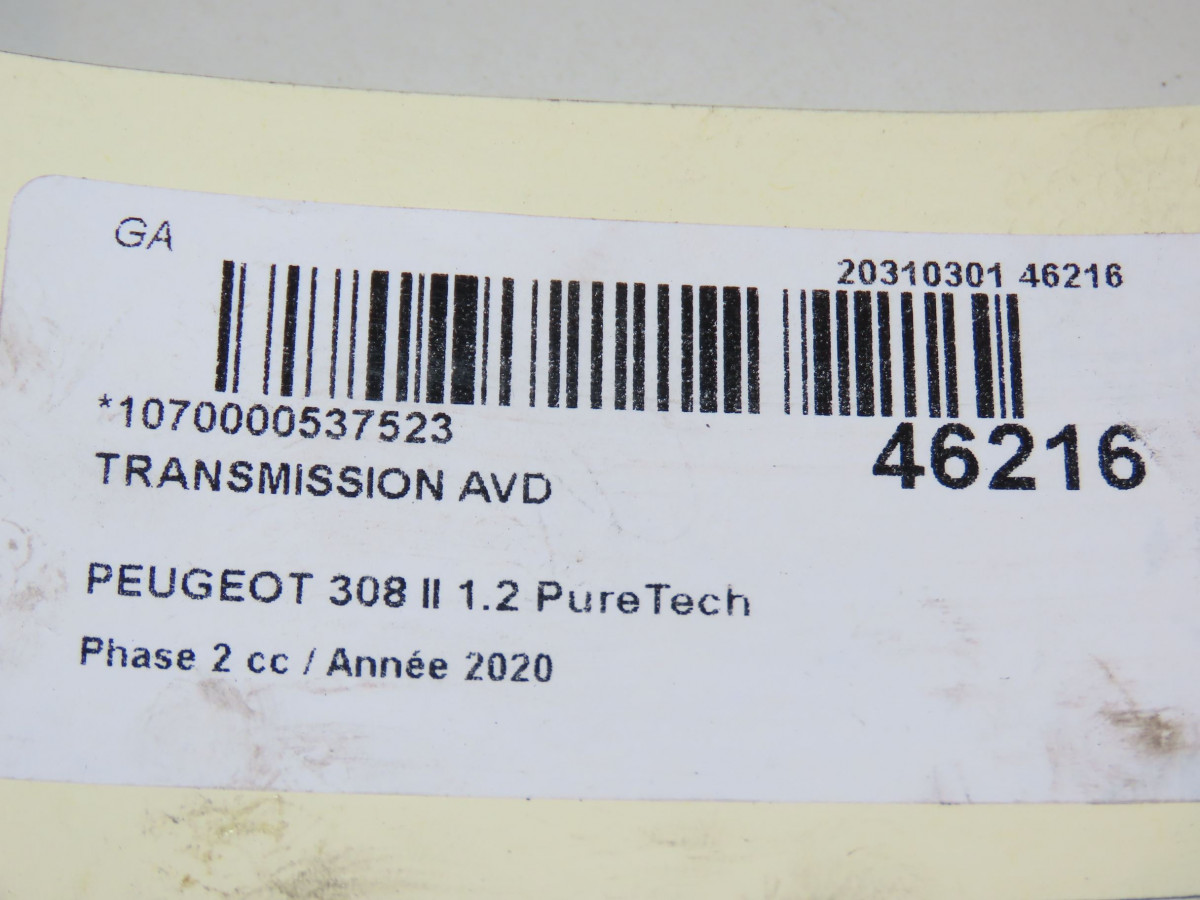 GA
20310301 46216
*1070000537523
46216
TRANSMISSION AVD
PEUGEOT 308 II 1.2 PureTech
Phase 2 cc / Année 2020